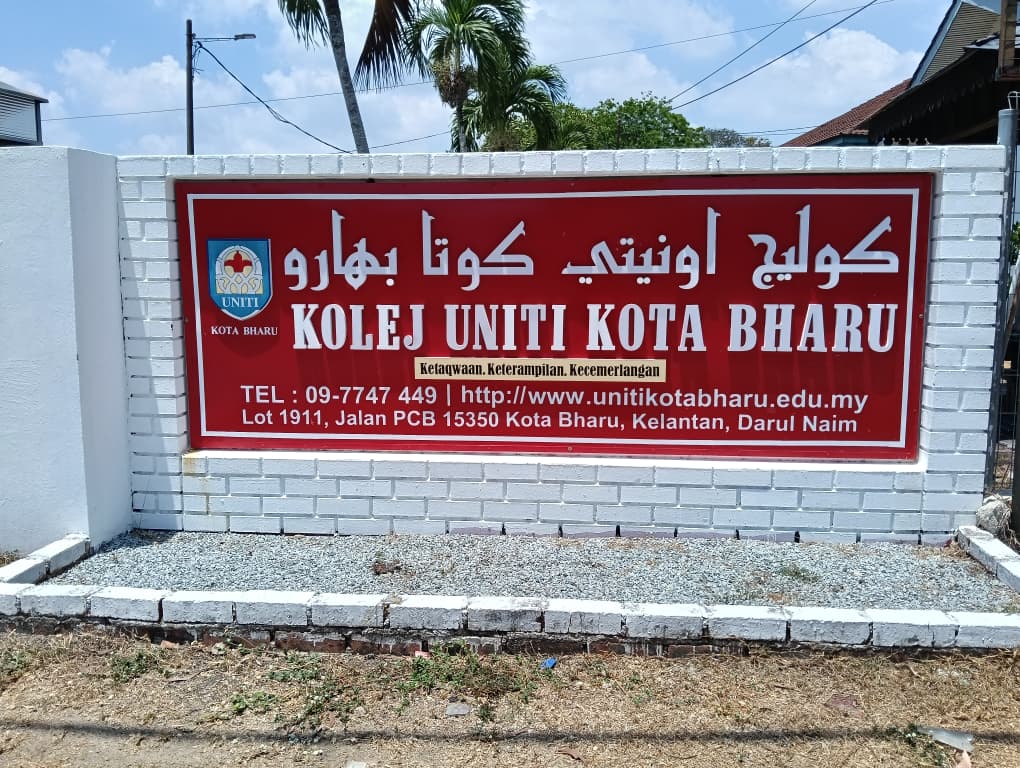 كوليج اونيتي كوتا بهارو
UNITI
KOTA BHARU
KOLEJ UNITI KOTA BHARU
Ketaqwaan. Keterampilan. Kecemerlangan
TEL : 09-7747 449 | http://www.unitikotabharu.edu.my
Lot 1911, Jalan PCB 15350 Kota Bharu, Kelantan, Darul Naim